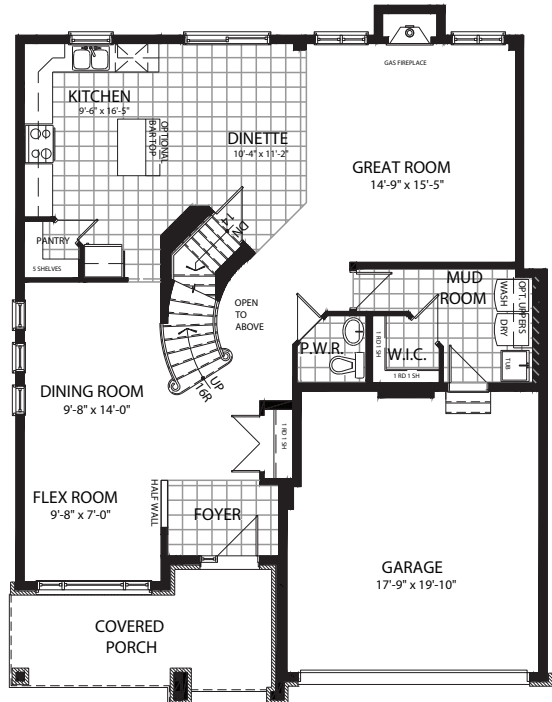 GAS FIREPLACE
KITCHEN
9'-6" x 16'-5"
OPTIONAL
BAR TOP
DINETTE
10'-4" x 11'-2"
GREAT ROOM
14'-9" x 15'-5"
DN
14
PANTRY
5 SHELVES
OPEN
TO
ABOVE
MUD
ROOM
OPT. UPPERS
WASH
DRY
TUB
P.W.R.
1 RD 1 SH
W.I.C.
1 RD 1 SH
UP
16R
DINING ROOM
9'-8" x 14'-0"
1 RD 1 SH
FLEX ROOM
9'-8" x 7'-0"
HALF WALL
FOYER
GARAGE
17'-9" x 19'-10"
COVERED
PORCH